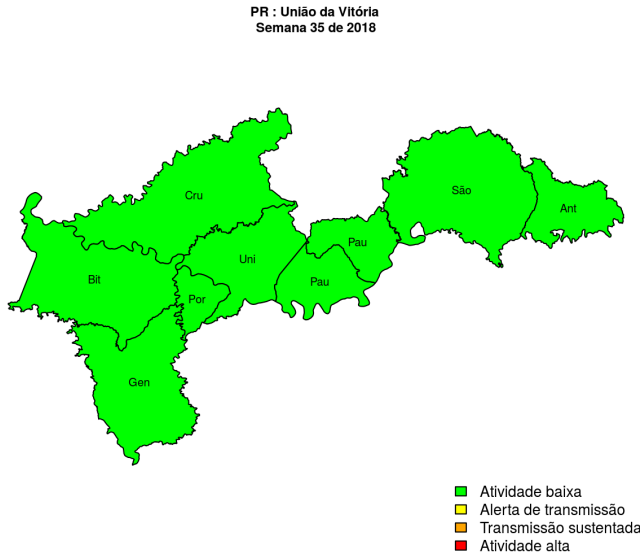 PR : União da Vitória
Semana 35 de 2018
Cru
São
Ant
Pau
Uni
Bit
Pau
Por
Gen
Atividade baixa
Alerta de transmissão
Transmissão sustentada
Atividade alta